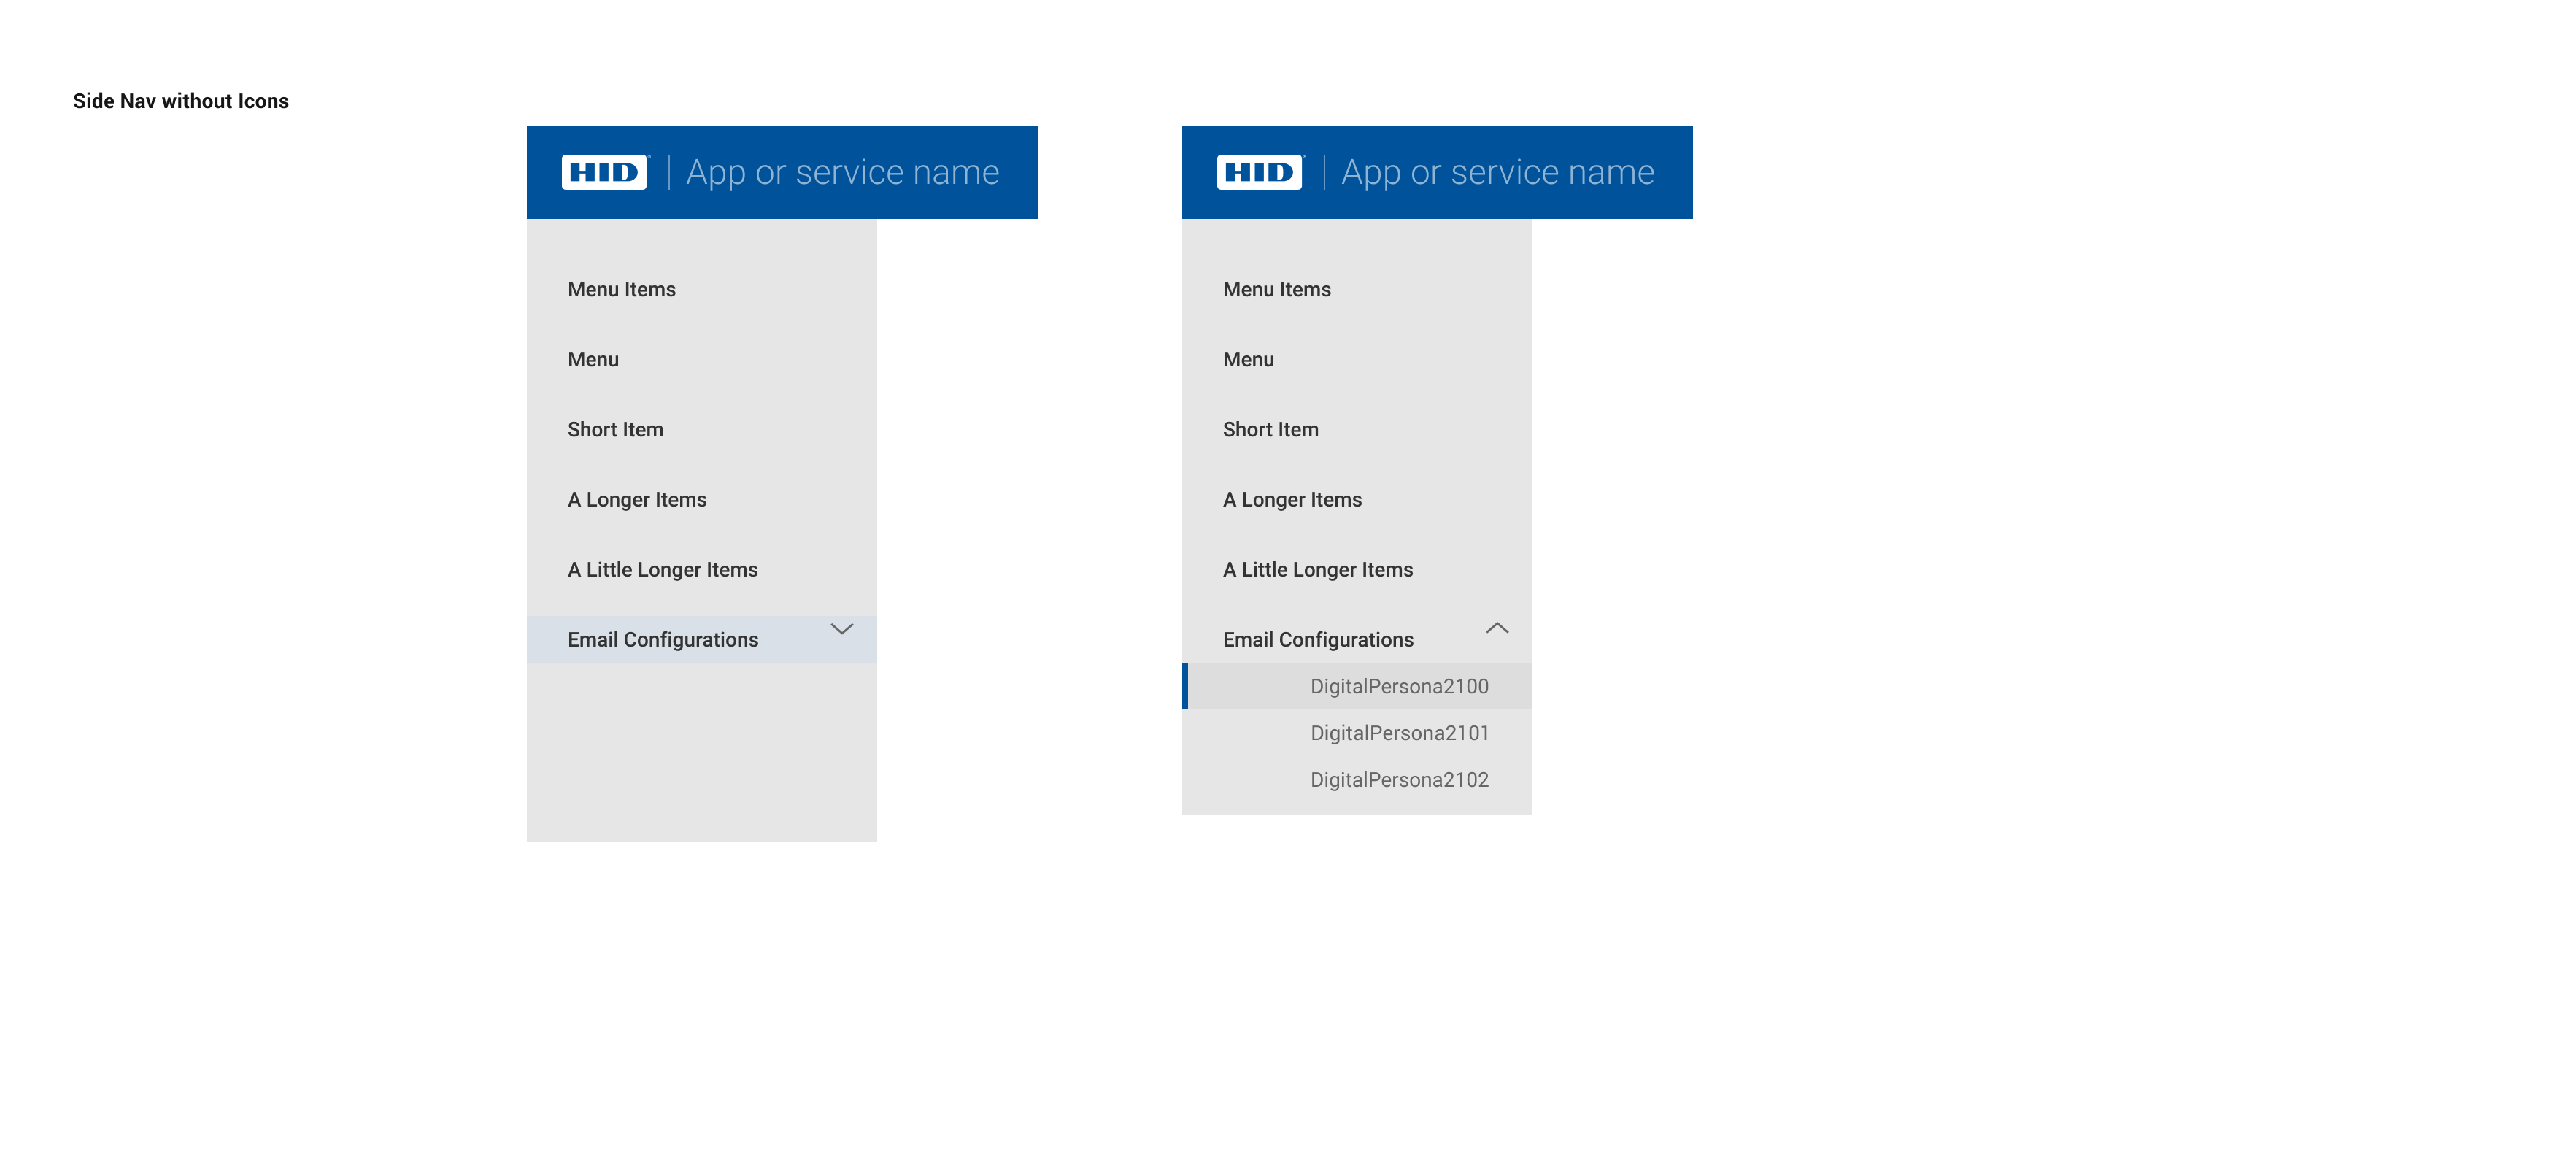 Side Nav without Icons
HID® App or service name
Menu Items
Menu
Short Item
A Longer Items
A Little Longer Items
Email Configurations
HID® App or service name
Menu Items
Menu
Short Item
A Longer Items
A Little Longer Items
Email Configurations
DigitalPersona2100
DigitalPersona2101
DigitalPersona2102